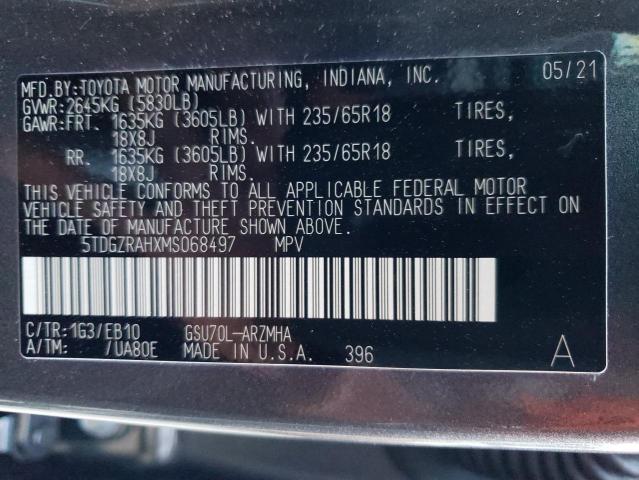 MFD.BY:TOYOTA MOTOR MANUFACTURING, INDIANA, INC. 05/21
GVWR:2645KG (5830LB)
GAWR:FRT. 1635KG (3605LB) WITH 235/65R18 TIRES,
18X8J RIMS.
RR. 1635KG (3605LB) WITH 235/65R18 TIRES,
18X8J RIMS.
THIS VEHICLE CONFORMS TO ALL APPLICABLE FEDERAL MOTOR
VEHICLE SAFETY AND THEFT PREVENTION STANDARDS IN EFFECT ON
THE DATE OF MANUFACTURE SHOWN ABOVE.
5TDGZRAHXMS068497 MPV
C/TR:1G3/EB10 GSU70L-ARZMHA
A/TM: /UA80E MADE IN U.S.A. 396 A